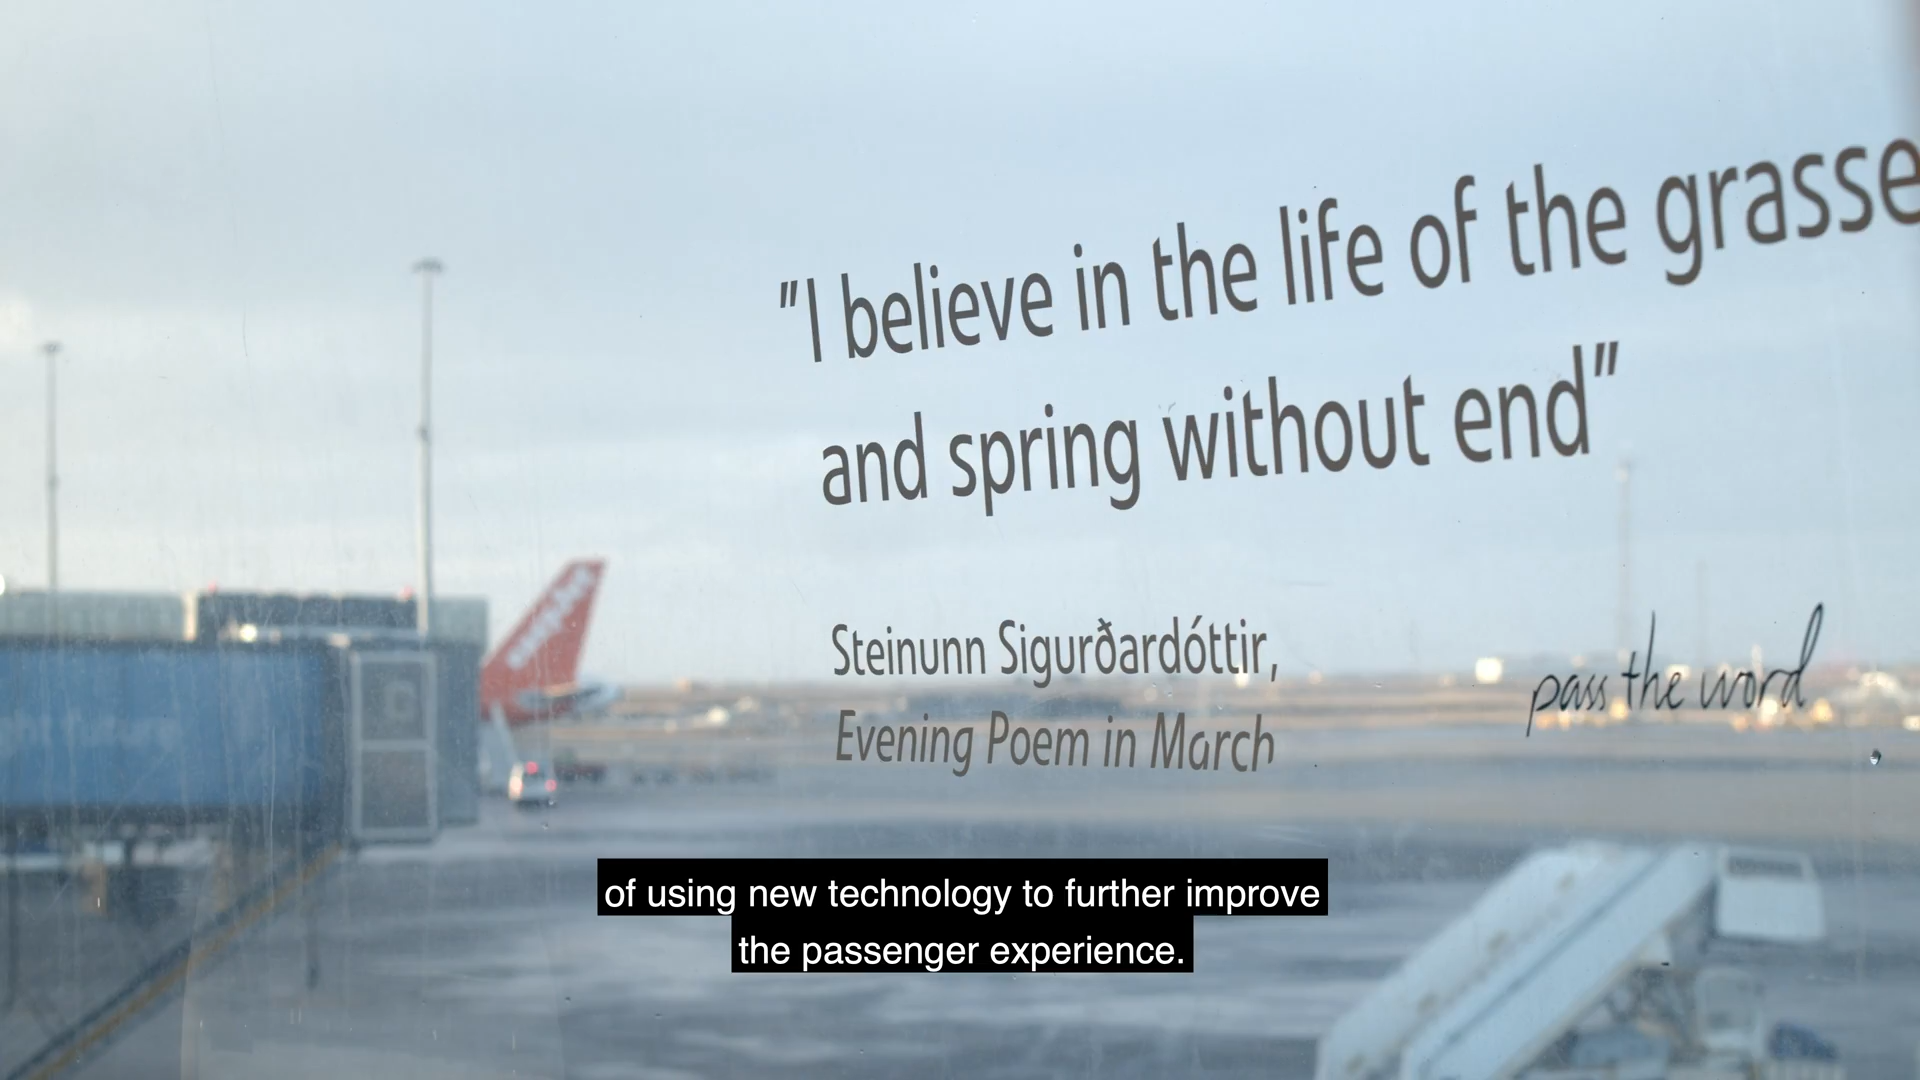 "I believe in the life of the grasse
and spring without end"
Steinunn Sigurðardóttir,
Evening Poem in March
pass the word
of using new technology to further improve
the passenger experience.